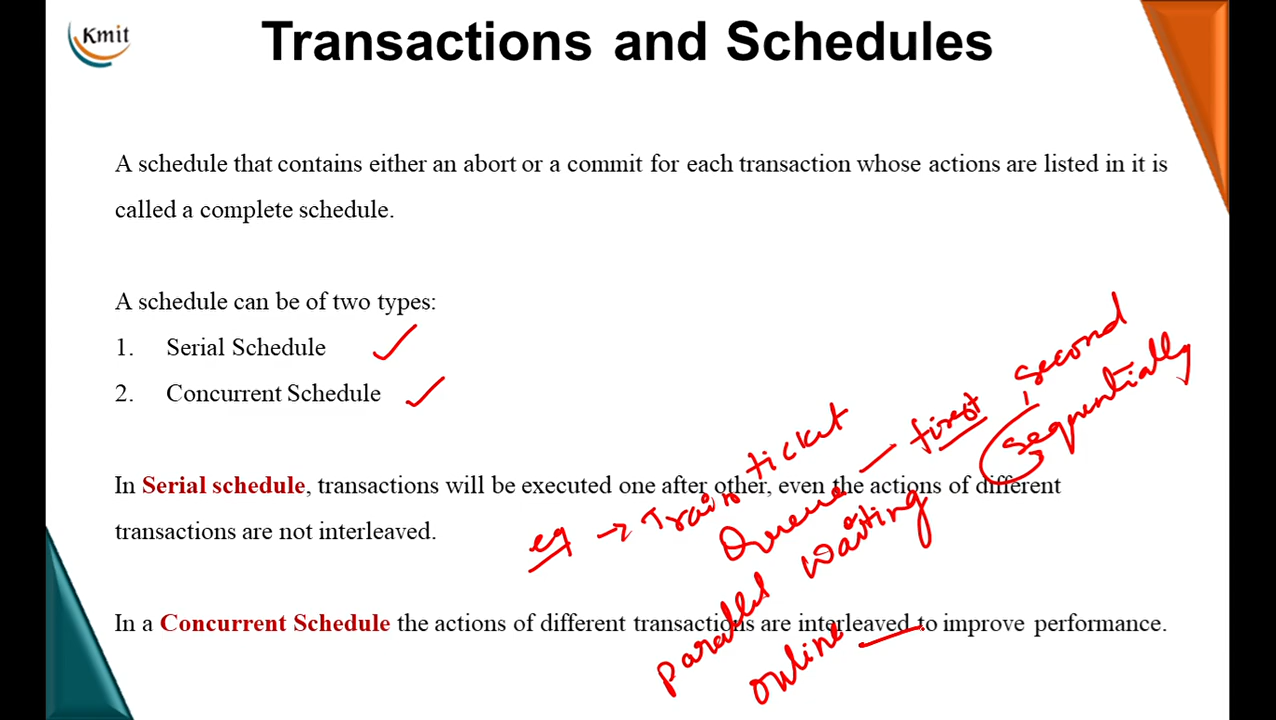 Kmit
Transactions and Schedules
A schedule that contains either an abort or a commit for each transaction whose actions are listed in it is
called a complete schedule.
A schedule can be of two types:
1. Serial Schedule
2. Concurrent Schedule
In Serial schedule, transactions will be executed one after other, even the actions of different
transactions are not interleaved.
In a Concurrent Schedule the actions of different transactions are interleaved to improve performance.
eg → Train ticket
Queue — first second
sequentially
waiting
parallel
online —